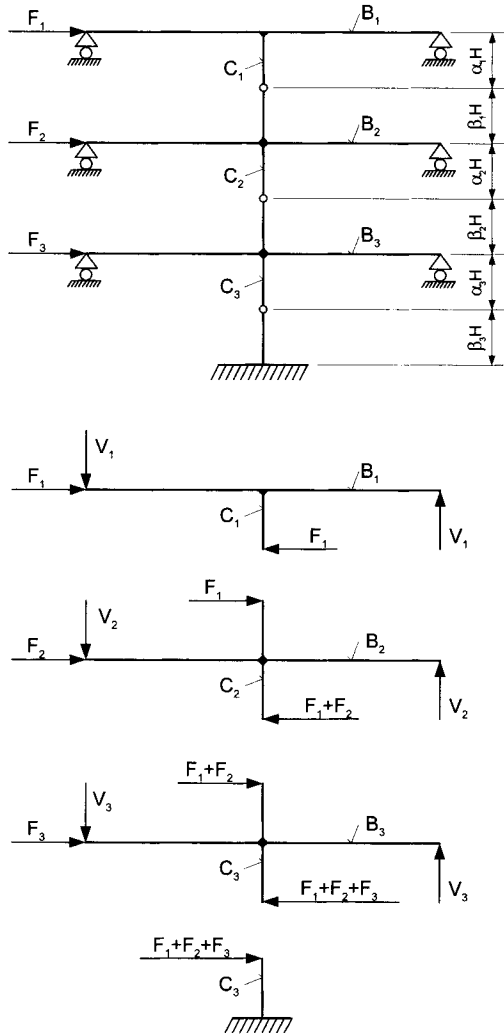 F₁ B₁
C₁ α₁H
β₁H
F₂ B₂
C₂ α₂H
β₂H
F₃ B₃
C₃ α₃H
β₃H
V₁
F₁ B₁
C₁
F₁ V₁
F₁
V₂
F₂ B₂
C₂
F₁+F₂ V₂
F₁+F₂
V₃
F₃ B₃
C₃
F₁+F₂+F₃ V₃
F₁+F₂+F₃
C₃